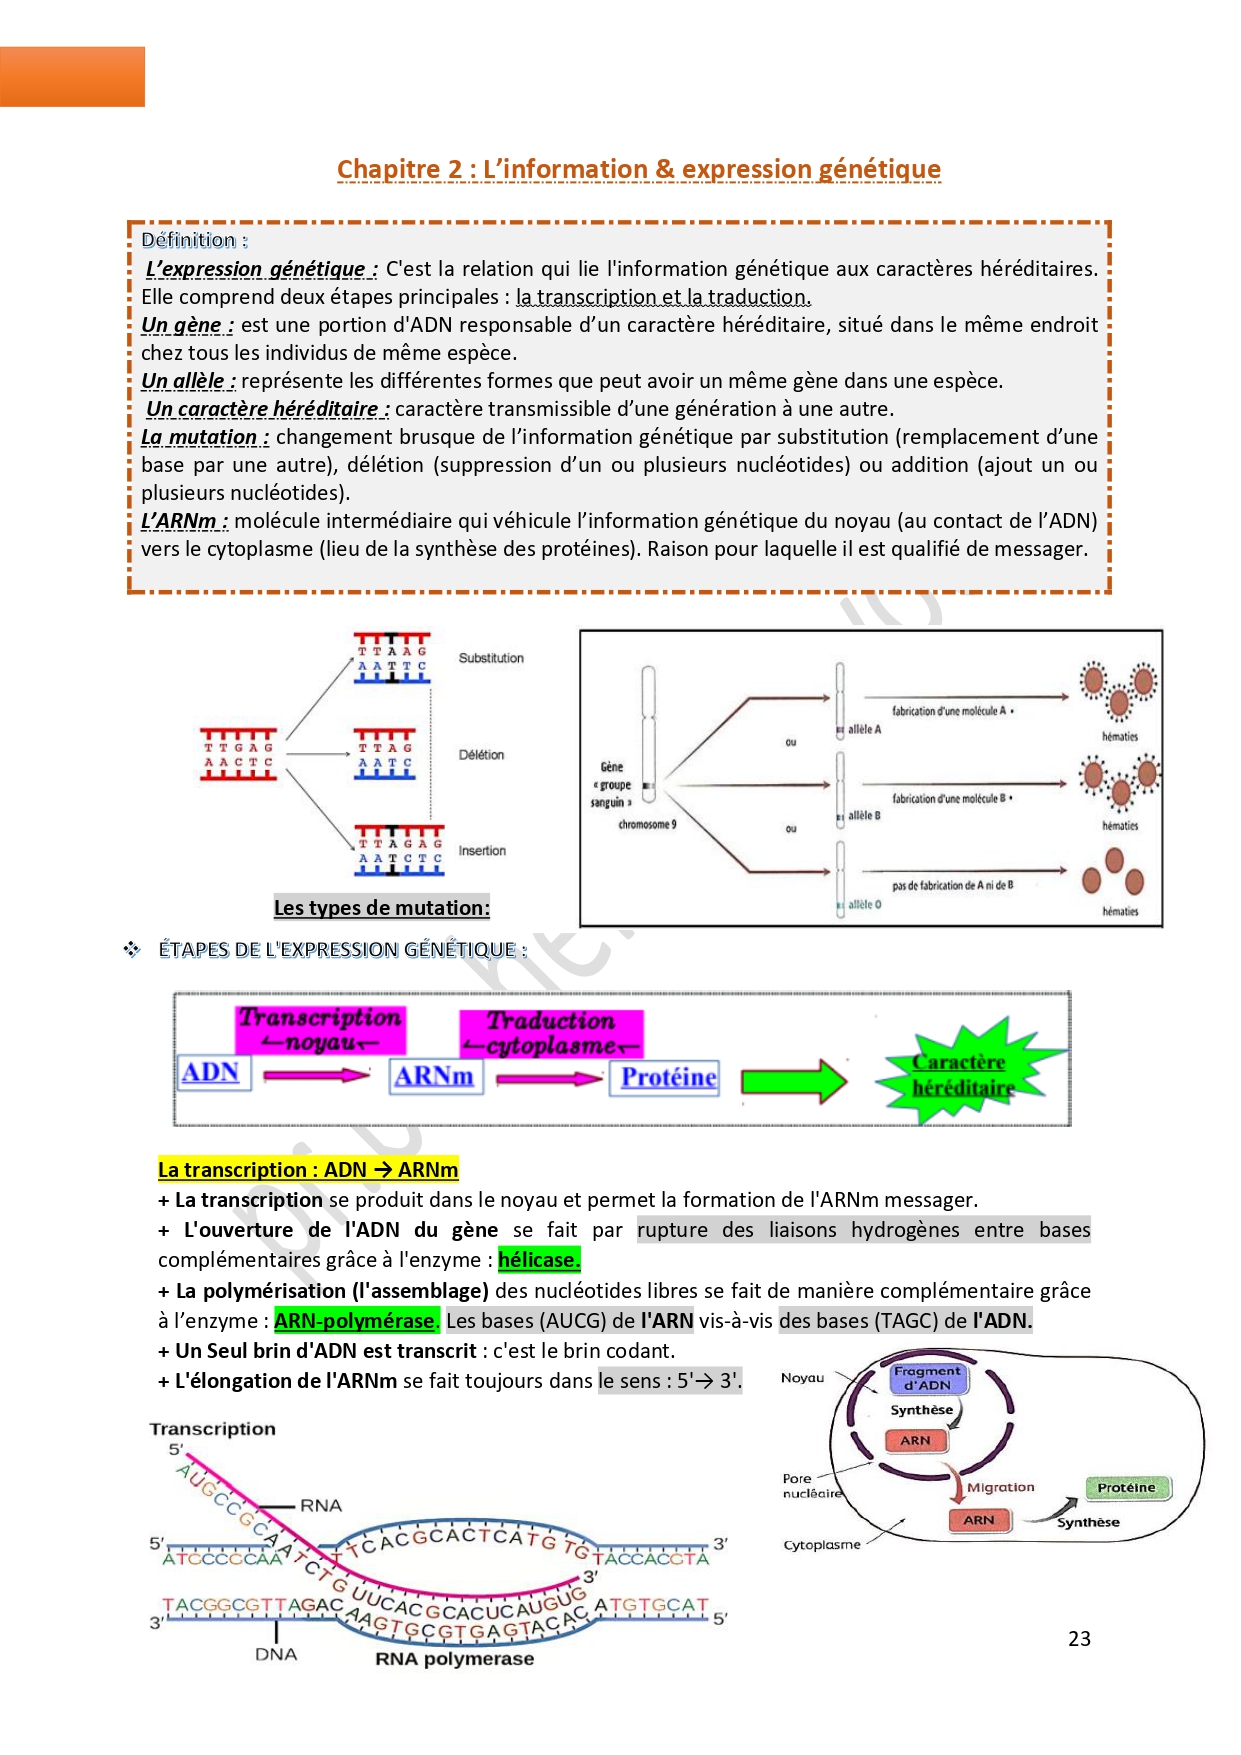 Chapitre 2 : L’information & expression génétique
Définition :
L’expression génétique : C'est la relation qui lie l'information génétique aux caractères héréditaires.
Elle comprend deux étapes principales : la transcription et la traduction.
Un gène : est une portion d'ADN responsable d’un caractère héréditaire, situé dans le même endroit
chez tous les individus de même espèce.
Un allèle : représente les différentes formes que peut avoir un même gène dans une espèce.
Un caractère héréditaire : caractère transmissible d’une génération à une autre.
La mutation : changement brusque de l’information génétique par substitution (remplacement d’une
base par une autre), délétion (suppression d’un ou plusieurs nucléotides) ou addition (ajout un ou
plusieurs nucléotides).
L’ARNm : molécule intermédiaire qui véhicule l’information génétique du noyau (au contact de l’ADN)
vers le cytoplasme (lieu de la synthèse des protéines). Raison pour laquelle il est qualifié de messager.
T T G A G
A A C T C
T T A A G
A A T T C
Substitution
T T A G
A A T C
Délétion
T T A G A G
A A T C T C
Insertion
Les types de mutation:
Gène
« groupe
sanguin »
chromosome 9
allèle A
fabrication d'une molécule A
hématies
ou
allèle B
fabrication d'une molécule B
hématies
ou
allèle O
pas de fabrication de A ni de B
hématies
❖ ÉTAPES DE L'EXPRESSION GÉNÉTIQUE :
Transcription
←noyau←
Traduction
←cytoplasme←
ADN
ARNm
Protéine
Caractère
héréditaire
La transcription : ADN → ARNm
+ La transcription se produit dans le noyau et permet la formation de l'ARNm messager.
+ L'ouverture de l'ADN du gène se fait par rupture des liaisons hydrogènes entre bases
complémentaires grâce à l'enzyme : hélicase.
+ La polymérisation (l'assemblage) des nucléotides libres se fait de manière complémentaire grâce
à l’enzyme : ARN-polymérase. Les bases (AUCG) de l'ARN vis-à-vis des bases (TAGC) de l'ADN.
+ Un Seul brin d'ADN est transcrit : c'est le brin codant.
+ L'élongation de l'ARNm se fait toujours dans le sens : 5'→ 3'.
Noyau
Fragment
d'ADN
Synthèse
ARN
Pore
nucléaire
Migration
ARN
Synthèse
Protéine
Cytoplasme
Transcription
5′
RNA
AUGCCGCAATCTGUUCACGCACUCAUGUG
3′
5′
ATGCCCGCAA
TTCACGCACTCATGTG
TACCACGTA
3′
3′
TACGGCGTTAGAC
AAGTGCGTGAGTACAC
ATGTGCAT
5′
DNA
RNA polymerase
23